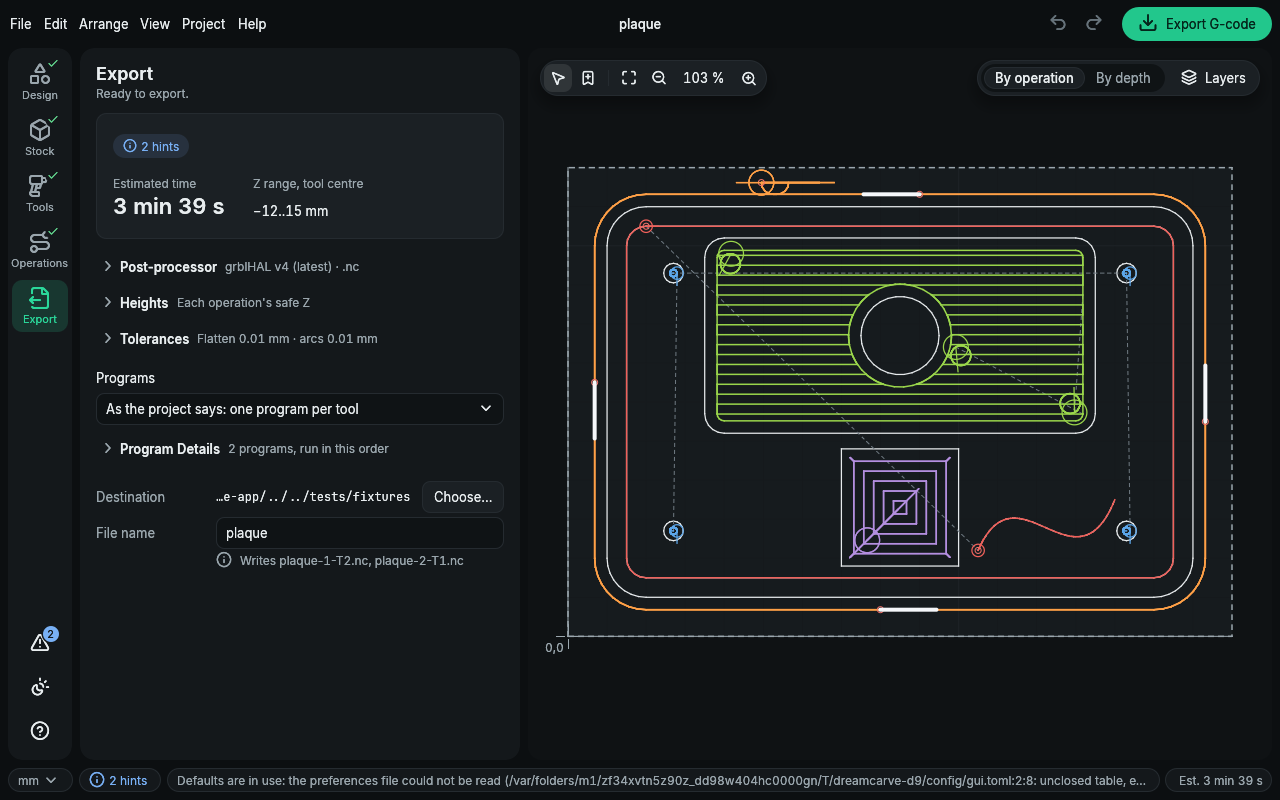 File Edit Arrange View Project Help
plaque
Export G-code
Design
Stock
Tools
Operations
Export
2
Export
Ready to export.
2 hints
Estimated time
3 min 39 s
Z range, tool centre
−12..15 mm
Post-processor grblHAL v4 (latest) · .nc
Heights Each operation's safe Z
Tolerances Flatten 0.01 mm · arcs 0.01 mm
Programs
As the project says: one program per tool
Program Details 2 programs, run in this order
Destination …e-app/../../tests/fixtures Choose...
File name plaque
Writes plaque-1-T2.nc, plaque-2-T1.nc
103 %
By operation By depth Layers
0,0
mm
2 hints
Defaults are in use: the preferences file could not be read (/var/folders/m1/zf34xvtn5z90z_dd98w404hc0000gn/T/dreamcarve-d9/config/gui.toml:2:8: unclosed table, e...
Est. 3 min 39 s